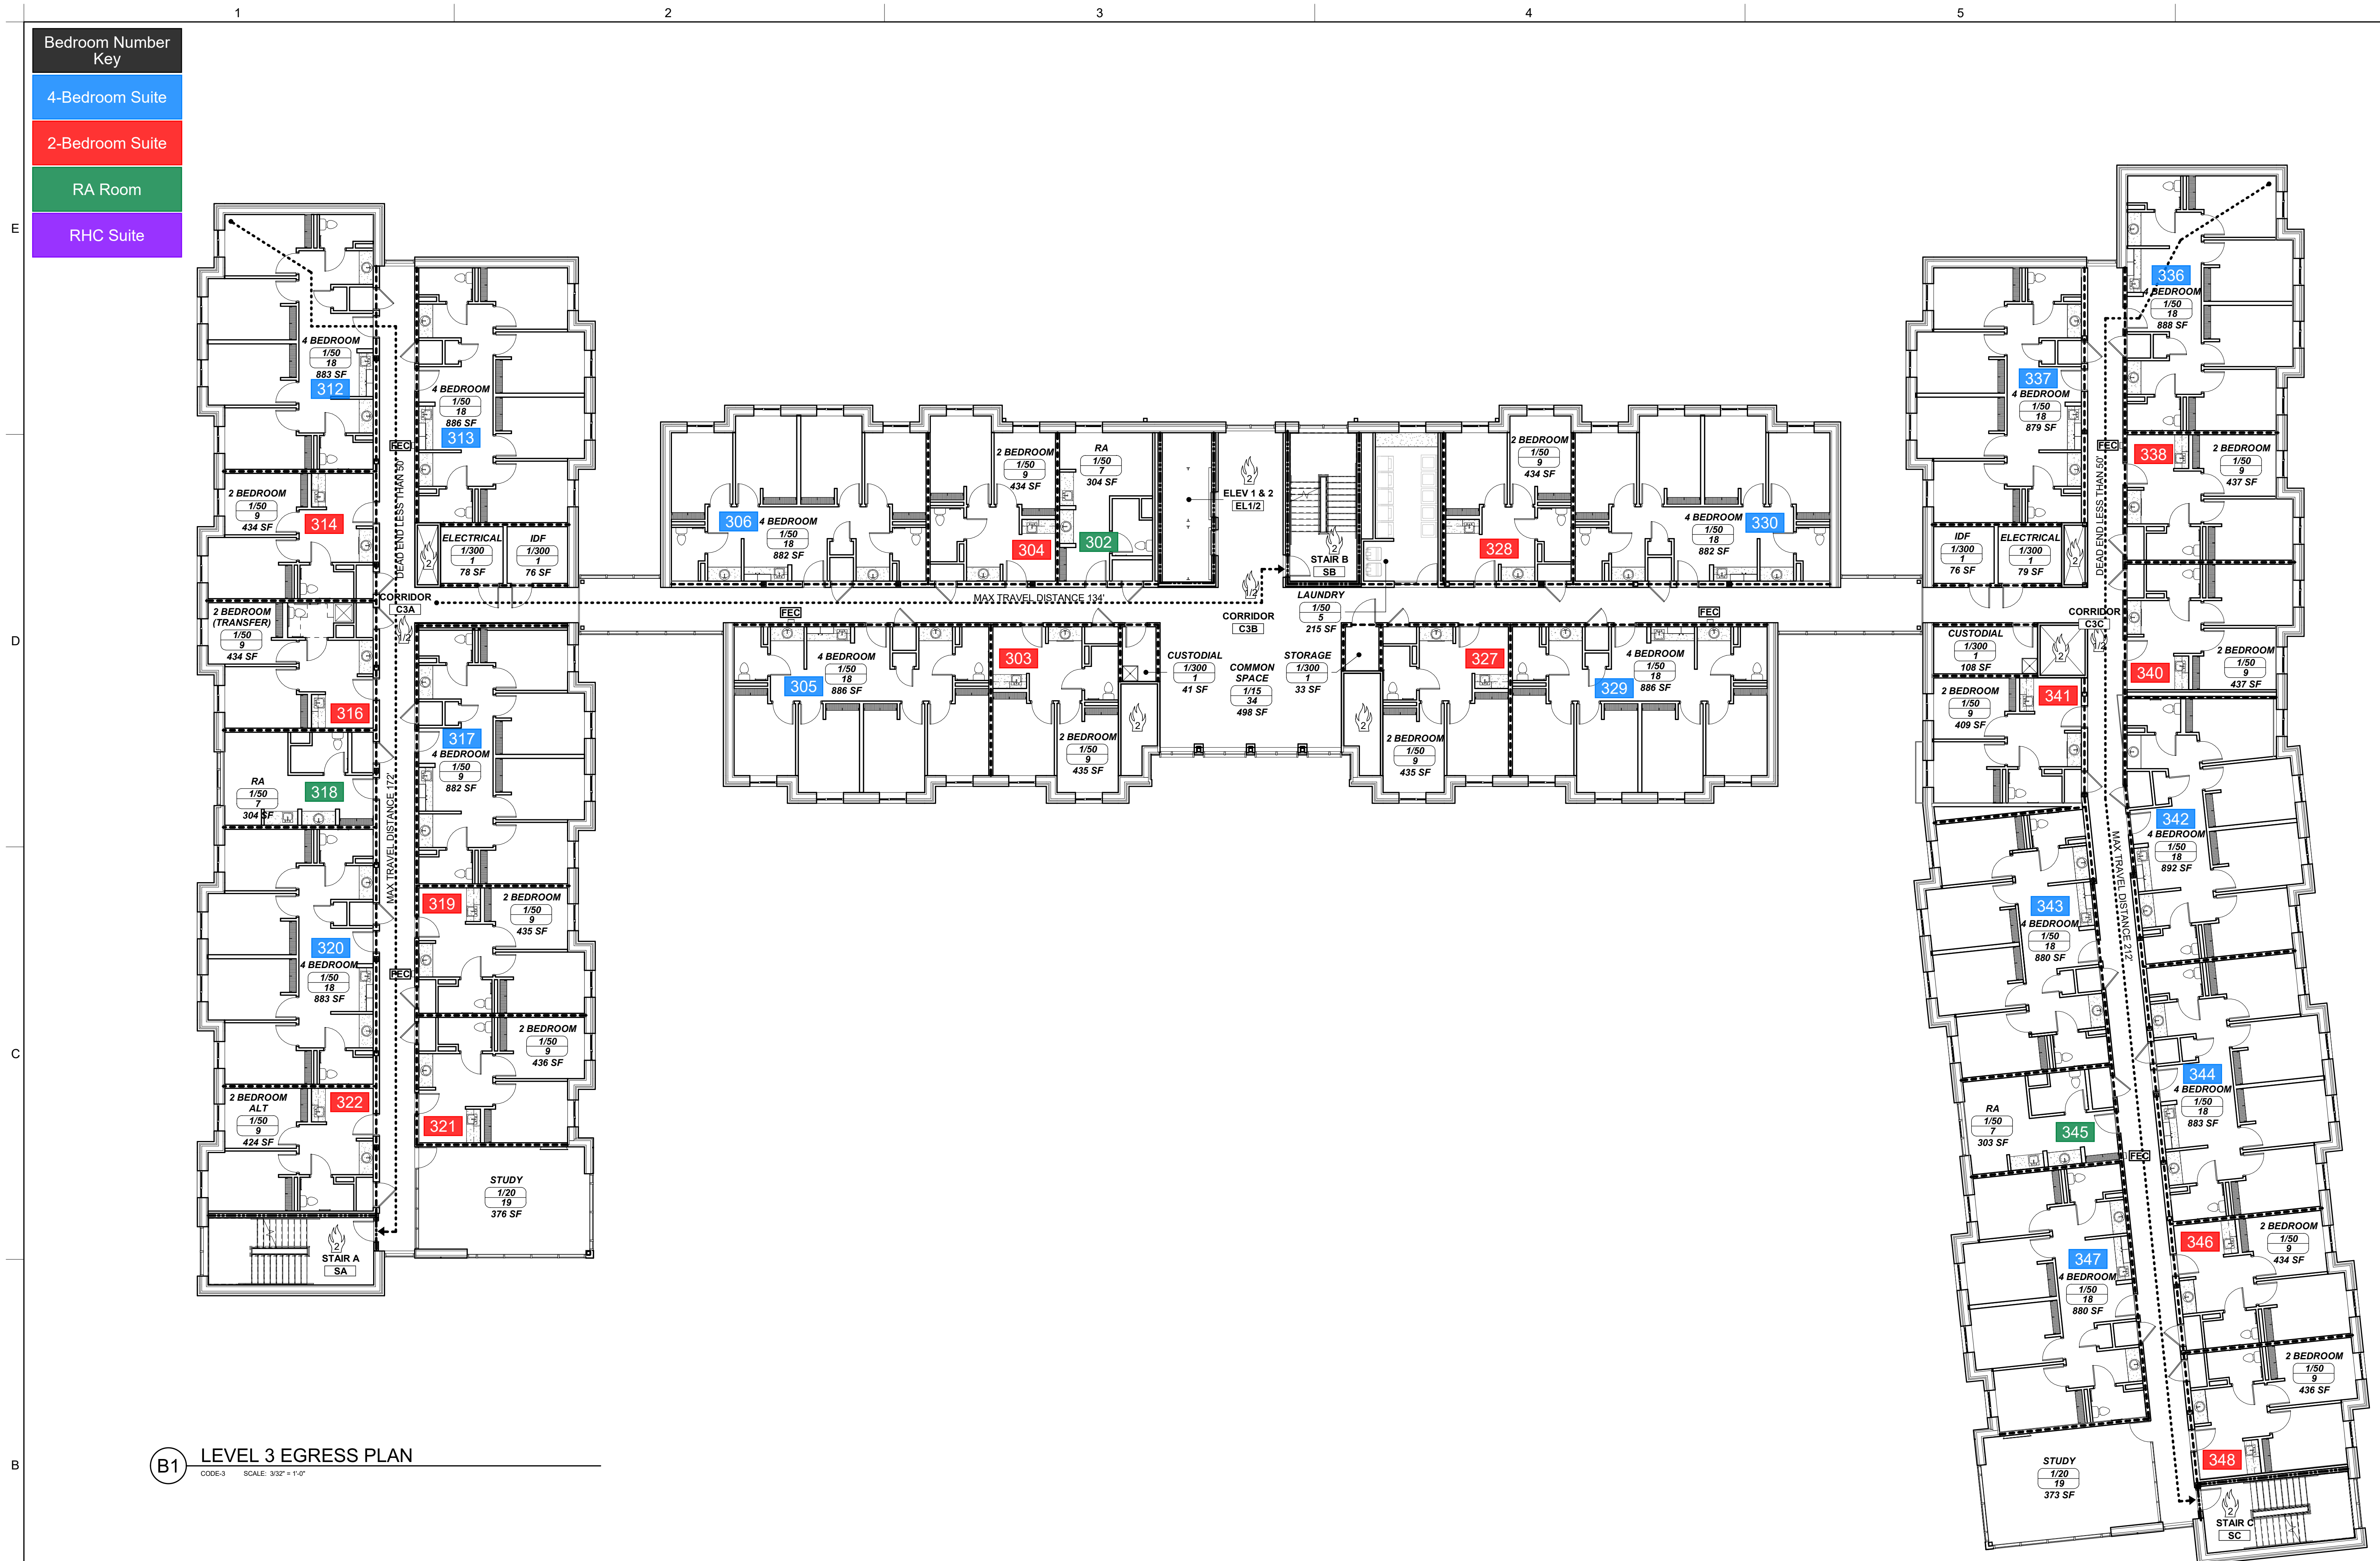 1
2
3
4
5
E
D
C
B
Bedroom Number
Key
4-Bedroom Suite
2-Bedroom Suite
RA Room
RHC Suite
4 BEDROOM
1/50
18
883 SF
312
4 BEDROOM
1/50
18
886 SF
313
FEC
DEAD END LESS THAN 50'
2 BEDROOM
1/50
9
434 SF
314
2
ELECTRICAL
1/300
1
78 SF
IDF
1/300
1
76 SF
CORRIDOR
C3A
1/2
2 BEDROOM
(TRANSFER)
1/50
9
434 SF
316
317
4 BEDROOM
1/50
9
882 SF
RA
1/50
7
304 SF
318
MAX TRAVEL DISTANCE 172'
319
2 BEDROOM
1/50
9
435 SF
320
4 BEDROOM
1/50
18
883 SF
FEC
2 BEDROOM
1/50
9
436 SF
321
2 BEDROOM
ALT
1/50
9
424 SF
322
STUDY
1/20
19
376 SF
2
STAIR A
SA
306
4 BEDROOM
1/50
18
882 SF
2 BEDROOM
1/50
9
434 SF
304
RA
1/50
7
304 SF
302
ELEV 1 & 2
EL1/2
2
STAIR B
SB
MAX TRAVEL DISTANCE 134'
1/2
FEC
CORRIDOR
C3B
LAUNDRY
1/50
5
215 SF
4 BEDROOM
1/50
18
886 SF
305
303
2 BEDROOM
1/50
9
435 SF
CUSTODIAL
1/300
1
41 SF
2
COMMON
SPACE
1/15
34
498 SF
STORAGE
1/300
1
33 SF
2
2 BEDROOM
1/50
9
434 SF
328
4 BEDROOM
1/50
18
882 SF
330
FEC
327
2 BEDROOM
1/50
9
435 SF
4 BEDROOM
1/50
18
886 SF
329
336
4 BEDROOM
1/50
18
888 SF
337
4 BEDROOM
1/50
18
879 SF
FEC
DEAD END LESS THAN 50'
338
2 BEDROOM
1/50
9
437 SF
IDF
1/300
1
76 SF
ELECTRICAL
1/300
1
79 SF
2
CORRIDOR
C3C
1/2
CUSTODIAL
1/300
1
108 SF
2
340
2 BEDROOM
1/50
9
437 SF
2 BEDROOM
1/50
9
409 SF
341
342
4 BEDROOM
1/50
18
892 SF
MAX TRAVEL DISTANCE 212'
343
4 BEDROOM
1/50
18
880 SF
344
4 BEDROOM
1/50
18
883 SF
RA
1/50
7
303 SF
345
FEC
346
2 BEDROOM
1/50
9
434 SF
347
4 BEDROOM
1/50
18
880 SF
2 BEDROOM
1/50
9
436 SF
348
STUDY
1/20
19
373 SF
2
STAIR C
SC
B1
LEVEL 3 EGRESS PLAN
CODE-3 SCALE: 3/32" = 1'-0"